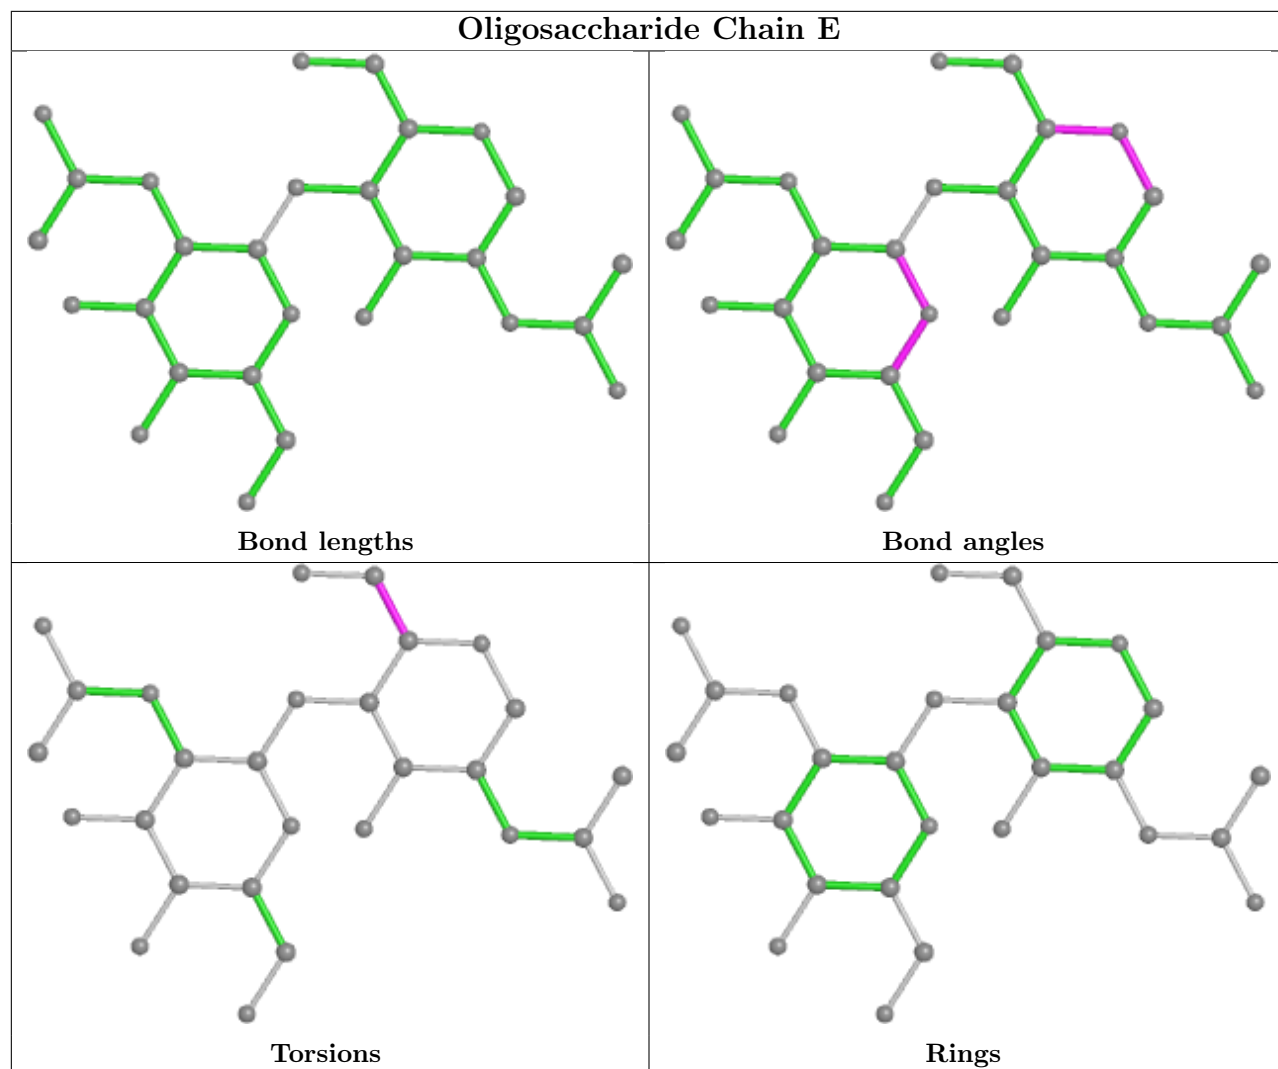 Oligosaccharide Chain E
Bond lengths
Bond angles
Torsions
Rings